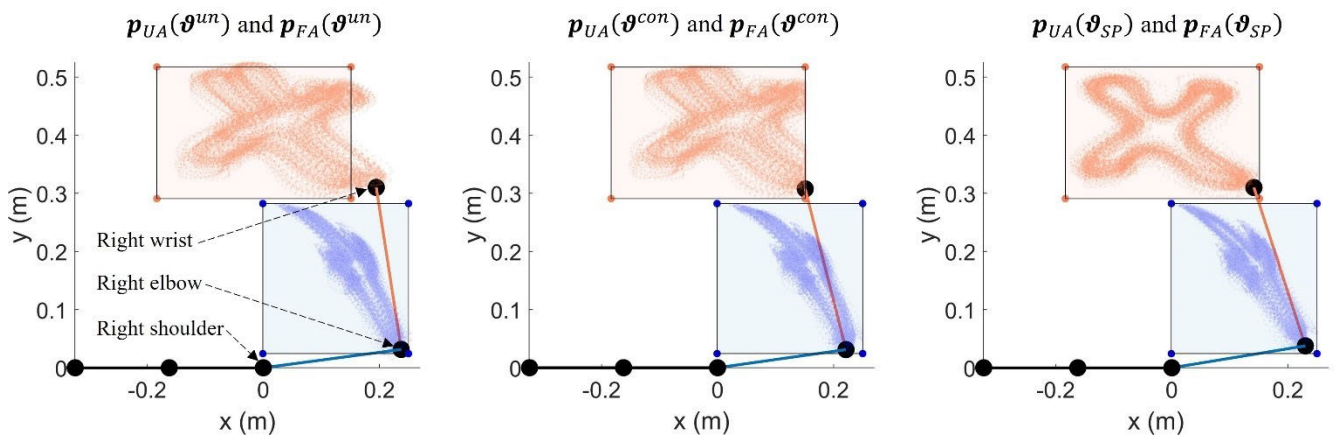 𝒑_UA(𝝑^un) and 𝒑_FA(𝝑^un)
𝒑_UA(𝝑^con) and 𝒑_FA(𝝑^con)
𝒑_UA(𝝑_SP) and 𝒑_FA(𝝑_SP)
0.5
0.4
0.3
0.2
0.1
0
y (m)
Right wrist
Right elbow
Right shoulder
-0.2
0
0.2
x (m)
0.5
0.4
0.3
0.2
0.1
0
y (m)
-0.2
0
0.2
x (m)
0.5
0.4
0.3
0.2
0.1
0
y (m)
-0.2
0
0.2
x (m)